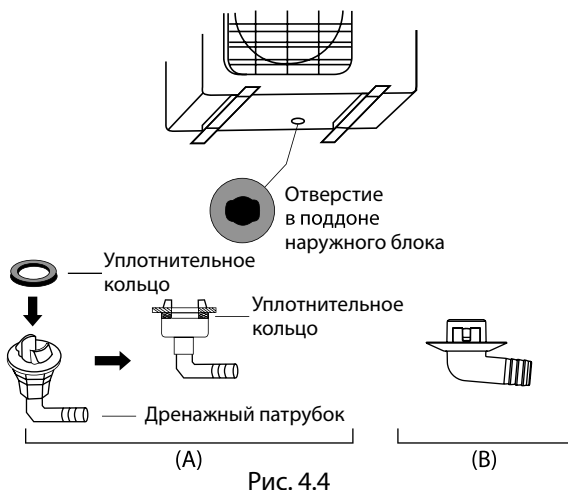 Отверстие
в поддоне
наружного блока
Уплотнительное
кольцо
Уплотнительное
кольцо
Дренажный патрубок
(A)
(B)
Рис. 4.4